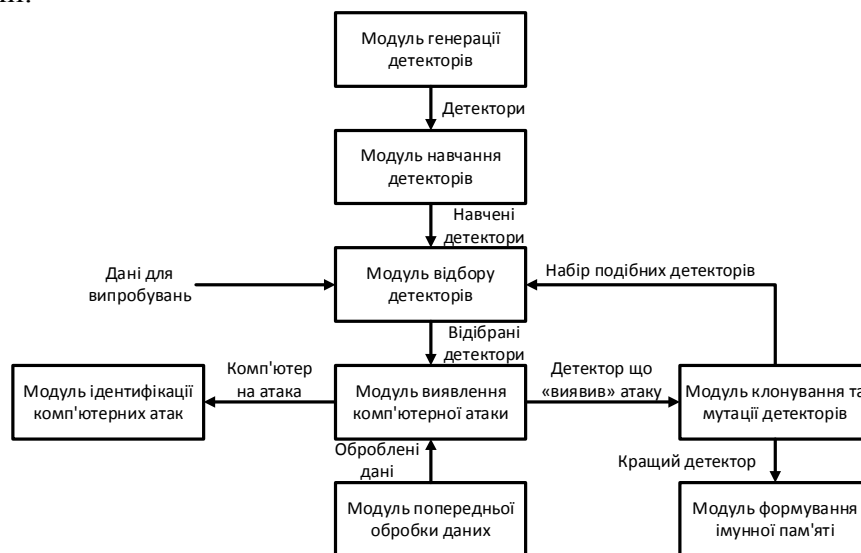 Модуль генерації
детекторів
Детектори
Модуль навчання
детекторів
Навчені
детектори
Дані для
випробувань
Модуль відбору
детекторів
Набір подібних детекторів
Відібрані
детектори
Комп'ютер
на атака
Детектор що
«виявив» атаку
Модуль ідентифікації
комп'ютерних атак
Модуль виявлення
комп'ютерної атаки
Модуль клонування та
мутації детекторів
Оброблені
дані
Кращий детектор
Модуль попередньої
обробки даних
Модуль формування
імунної пам'яті